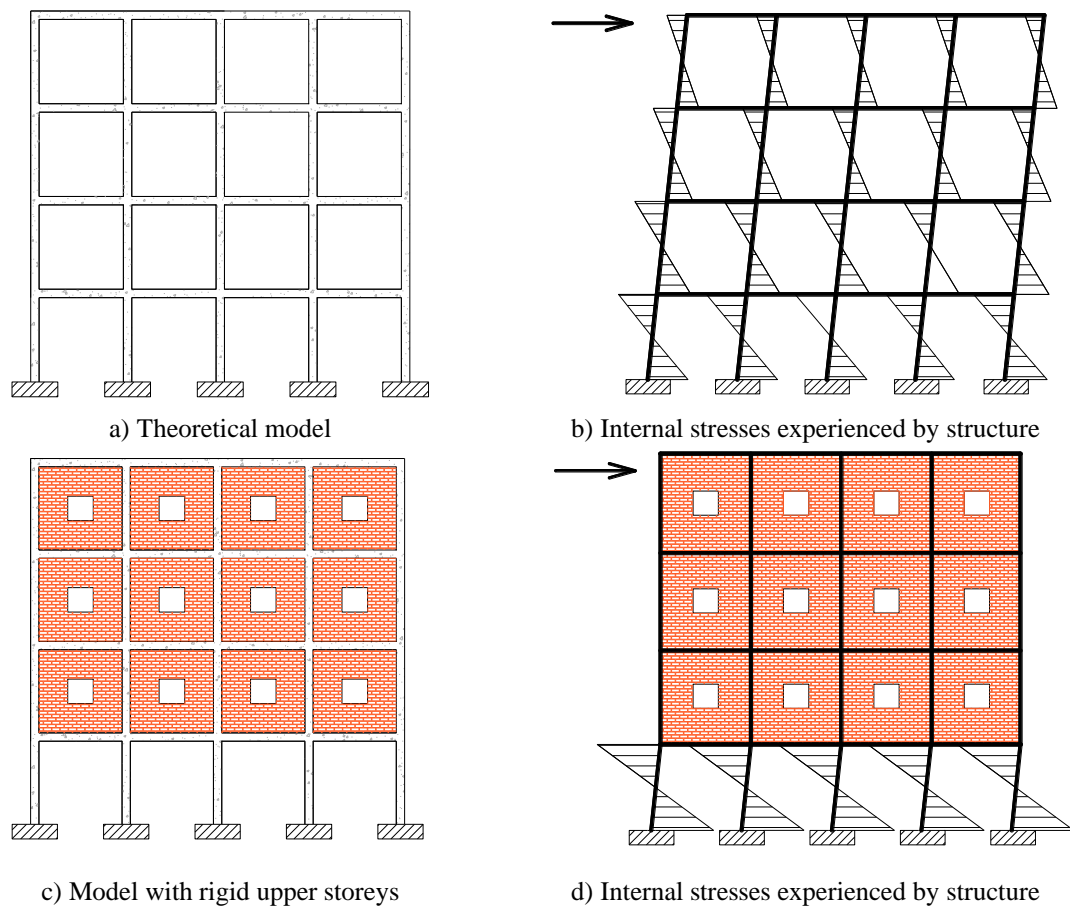 a) Theoretical model
b) Internal stresses experienced by structure
c) Model with rigid upper storeys
d) Internal stresses experienced by structure